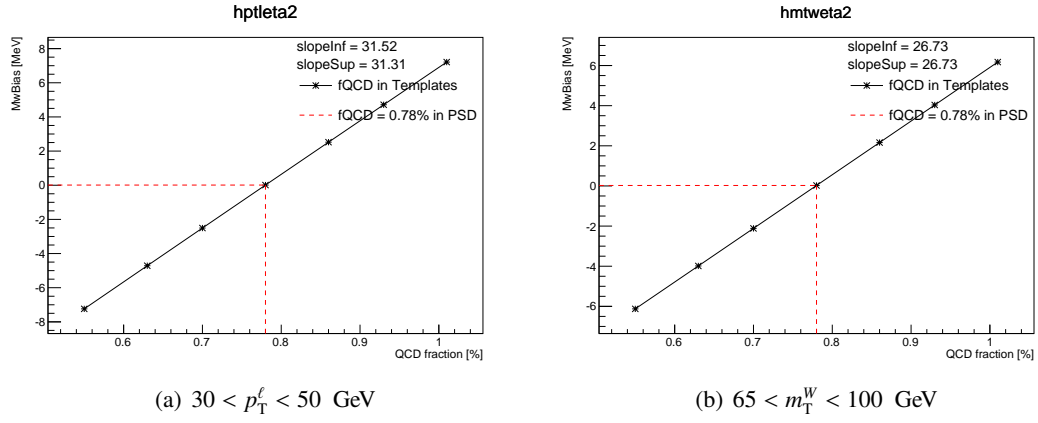 hptleta2
MwBias [MeV]
8
6
4
2
0
-2
-4
-6
-8
slopeInf = 31.52
slopeSup = 31.31
fQCD in Templates
fQCD = 0.78% in PSD
0.6 0.7 0.8 0.9 1
QCD fraction [%]
(a) 30 < p_T^ℓ < 50 GeV
hmtweta2
MwBias [MeV]
6
4
2
0
-2
-4
-6
slopeInf = 26.73
slopeSup = 26.73
fQCD in Templates
fQCD = 0.78% in PSD
0.6 0.7 0.8 0.9 1
QCD fraction [%]
(b) 65 < m_T^W < 100 GeV